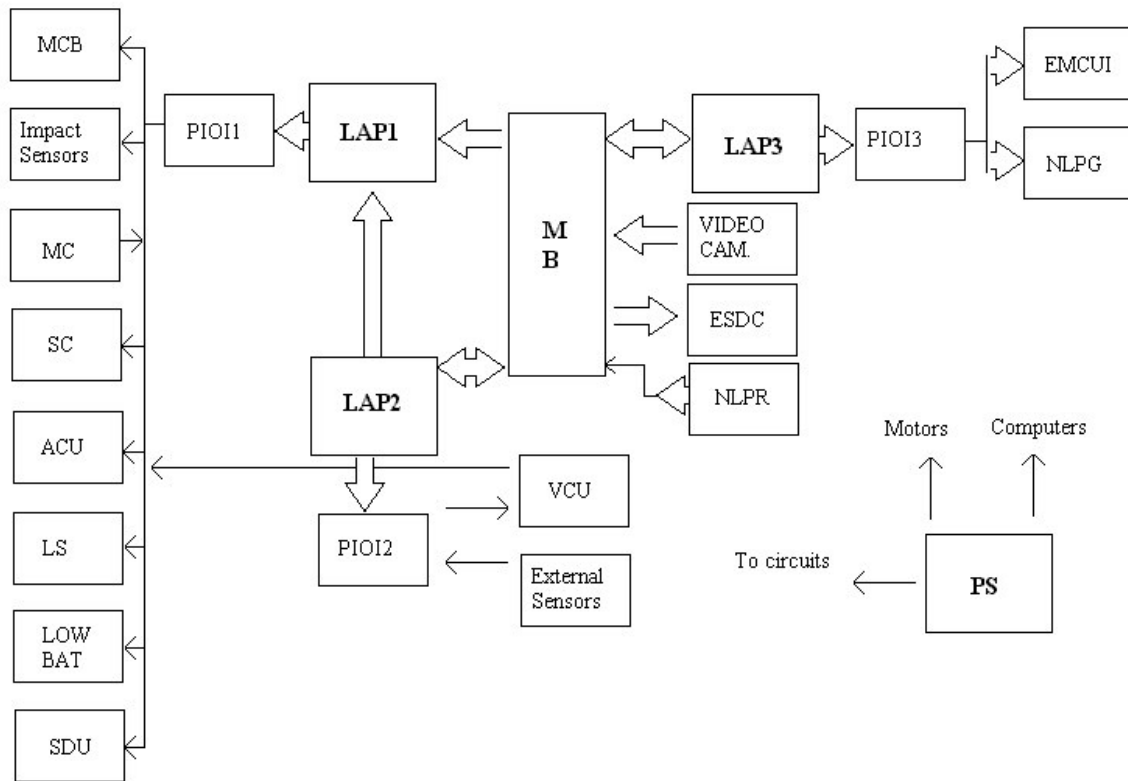 MCB
Impact
Sensors
MC
SC
ACU
LS
LOW
BAT
SDU
PIOI1
LAP1
LAP2
PIOI2
M
B
VCU
External
Sensors
LAP3
VIDEO
CAM.
ESDC
NLPR
PIOI3
EMCUI
NLPG
Motors
Computers
To circuits
PS